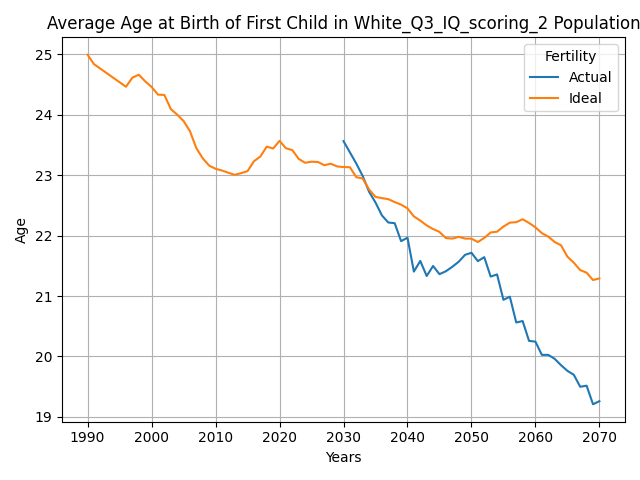 Average Age at Birth of First Child in White_Q3_IQ_scoring_2 Population
Fertility
Actual
Ideal
25
24
23
22
21
20
19
Age
1990 2000 2010 2020 2030 2040 2050 2060 2070
Years